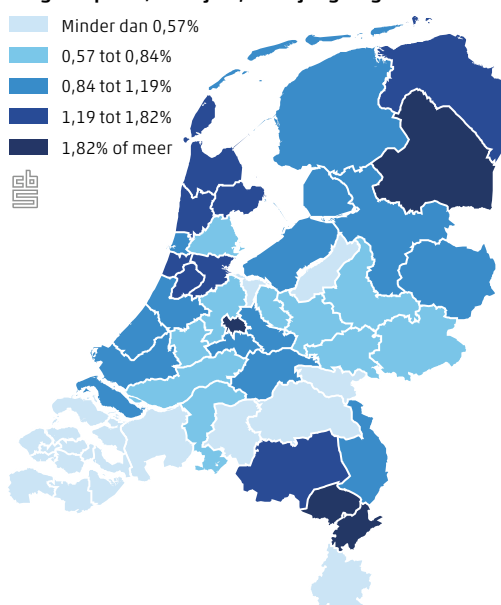 Minder dan 0,57%
0,57 tot 0,84%
0,84 tot 1,19%
1,19 tot 1,82%
1,82% of meer
cbs